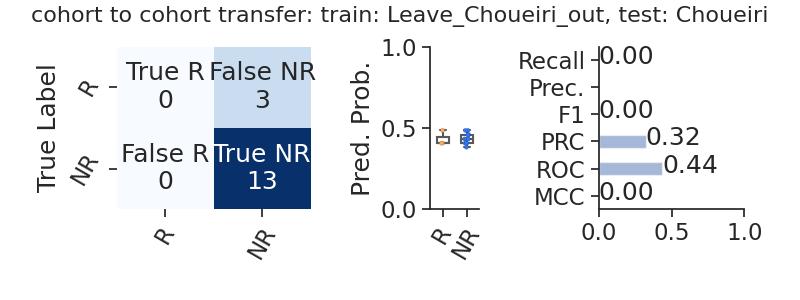 cohort to cohort transfer: train: Leave_Choueiri_out, test: Choueiri
True Label
R
NR
True R
0
False NR
3
False R
0
True NR
13
R
NR
Pred. Prob.
1.0
0.5
0.0
R
NR
Recall
0.00
Prec.
F1
0.00
PRC
0.32
ROC
0.44
MCC
0.00
0.0
0.5
1.0